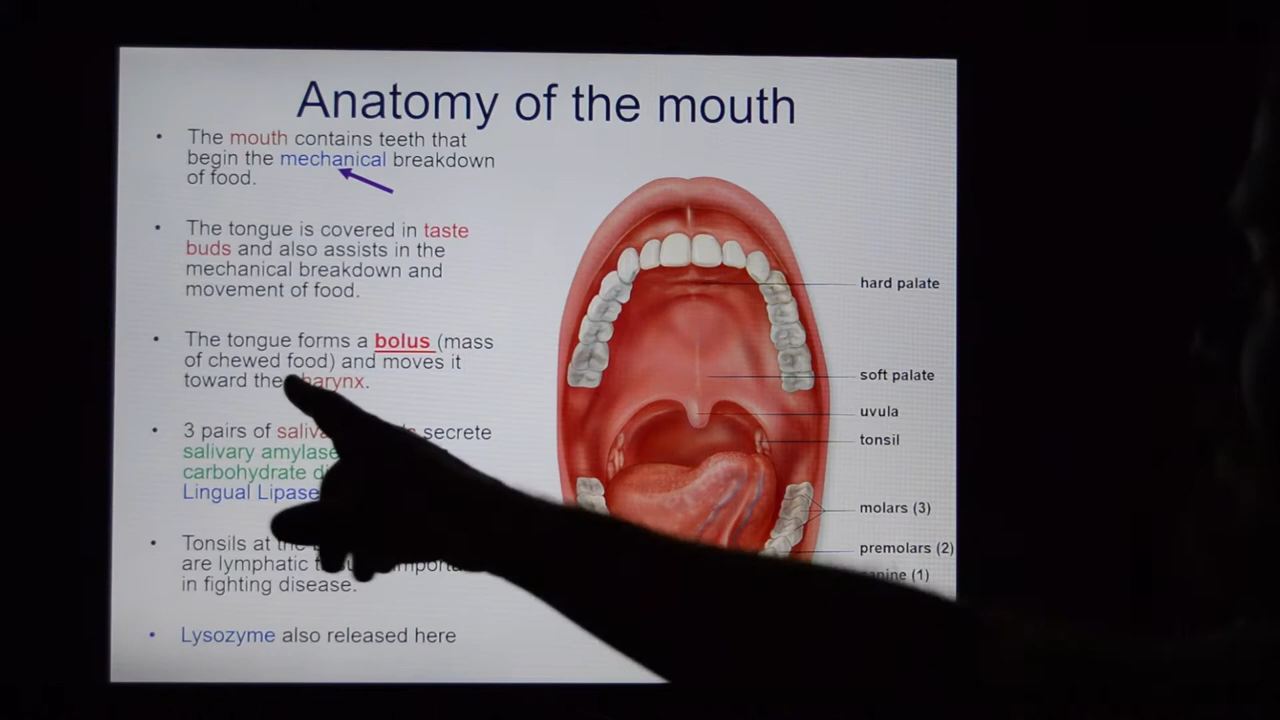 Anatomy of the mouth
• The mouth contains teeth that
begin the mechanical breakdown
of food.
• The tongue is covered in taste
buds and also assists in the
mechanical breakdown and
movement of food.
• The tongue forms a bolus (mass
of chewed food) and moves it
toward the pharynx.
• 3 pairs of secrete
salivary amylase
carbohydrate
Lingual Lipase
• Tonsils at the
are lymphatic
in fighting disease.
• Lysozyme also released here
hard palate
soft palate
uvula
tonsil
molars (3)
premolars (2)
canine (1)